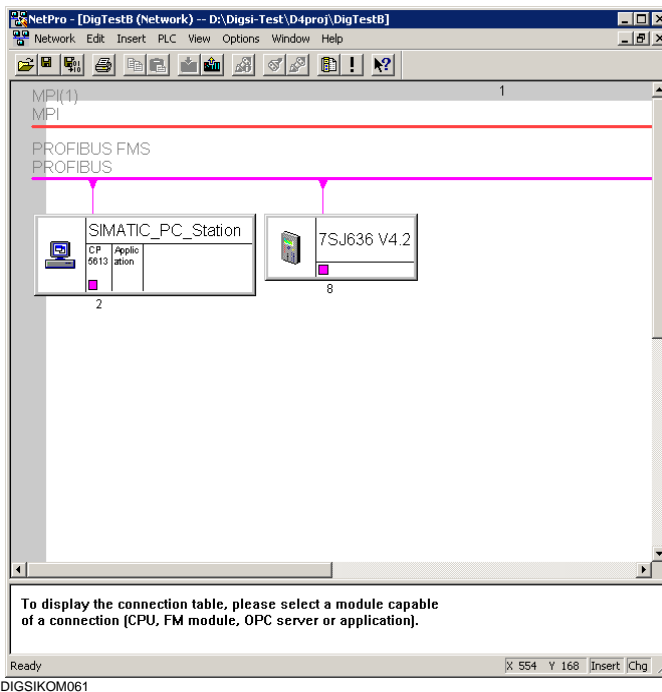 NetPro - [DigTestB (Network) -- D:\Digsi-Test\D4proj\DigTestB]
Network Edit Insert PLC View Options Window Help
1
MPI(1)
MPI
PROFIBUS FMS
PROFIBUS
SIMATIC_PC_Station
CP
5613
Applic
ation
2
7SJ636 V4.2
8
To display the connection table, please select a module capable
of a connection (CPU, FM module, OPC server or application).
Ready X 554 Y 168 Insert Chg
DIGSIKOM061